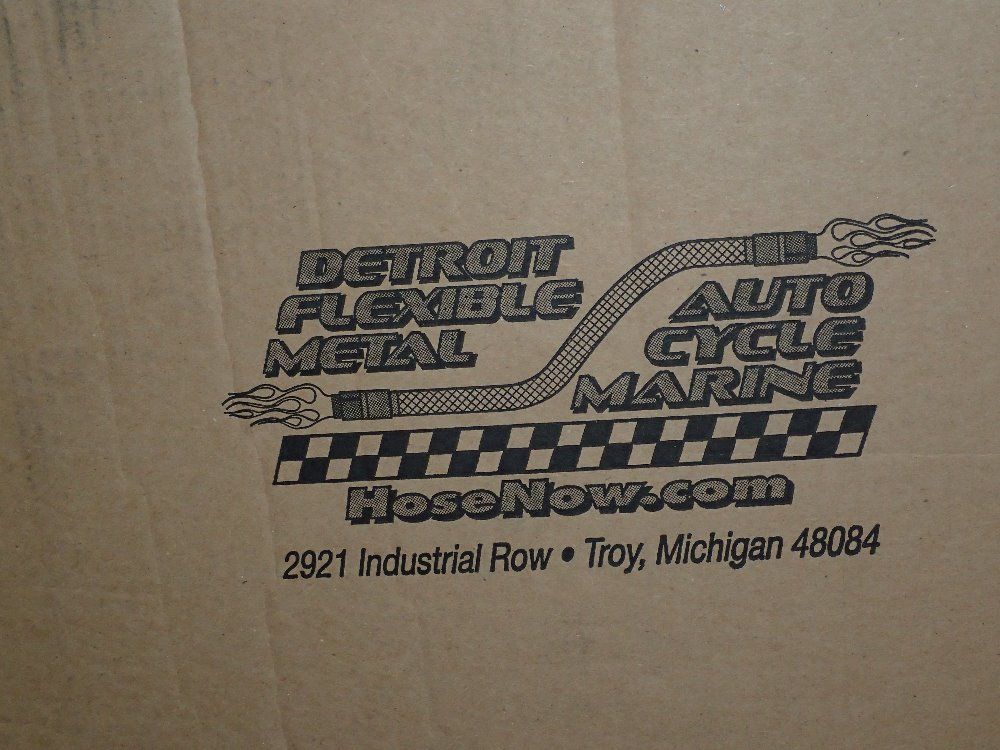 DETROIT
FLEXIBLE
METAL
AUTO
CYCLE
MARINE
HoseNow.com
2921 Industrial Row • Troy, Michigan 48084